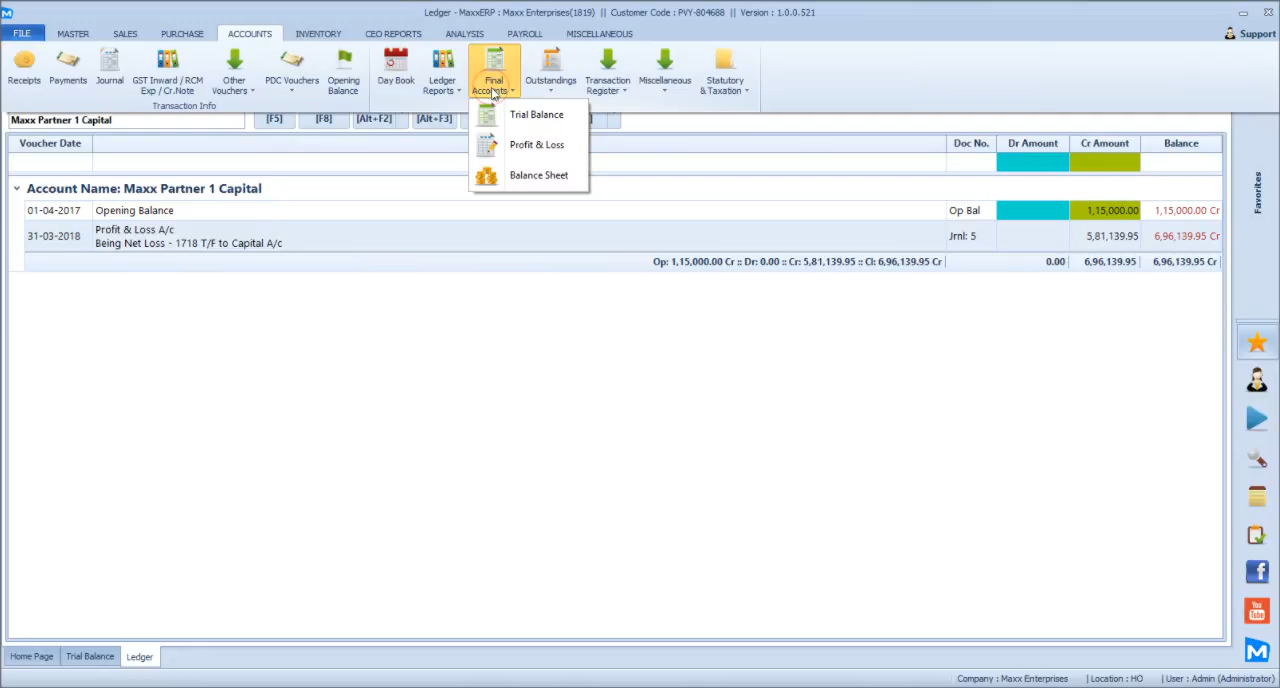 Ledger - MaxxERP : Maxx Enterprises(1819) || Customer Code : PVY-804688 || Version : 1.0.0.521
FILE MASTER SALES PURCHASE ACCOUNTS INVENTORY CEO REPORTS ANALYSIS PAYROLL MISCELLANEOUS Support
Receipts
Payments
Journal
GST Inward / RCM
Exp / Cr.Note
Other
Vouchers
PDC Vouchers
Opening
Balance
Transaction Info
Day Book
Ledger
Reports
Final
Accounts
Outstandings
Transaction
Register
Miscellaneous
Statutory
& Taxation
Trial Balance
Profit & Loss
Balance Sheet
Maxx Partner 1 Capital [F5] [F8] [Alt+F2] [Alt+F3]
Voucher Date Doc No. Dr Amount Cr Amount Balance
Account Name: Maxx Partner 1 Capital
01-04-2017 Opening Balance Op Bal 1,15,000.00 1,15,000.00 Cr
31-03-2018 Profit & Loss A/c
Being Net Loss - 1718 T/F to Capital A/c Jrnl: 5 5,81,139.95 6,96,139.95 Cr
Op: 1,15,000.00 Cr :: Dr: 0.00 :: Cr: 5,81,139.95 :: Cl: 6,96,139.95 Cr 0.00 6,96,139.95 6,96,139.95 Cr
Favorites
f
You
Tube
M
Home Page Trial Balance Ledger
Company : Maxx Enterprises | Location : HO | User : Admin (Administrator)